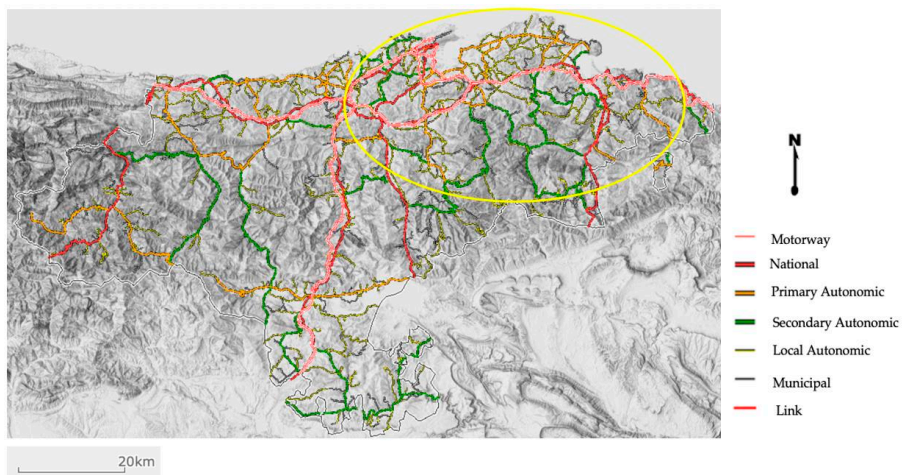 N
Motorway
National
Primary Autonomic
Secondary Autonomic
Local Autonomic
Municipal
Link
20km